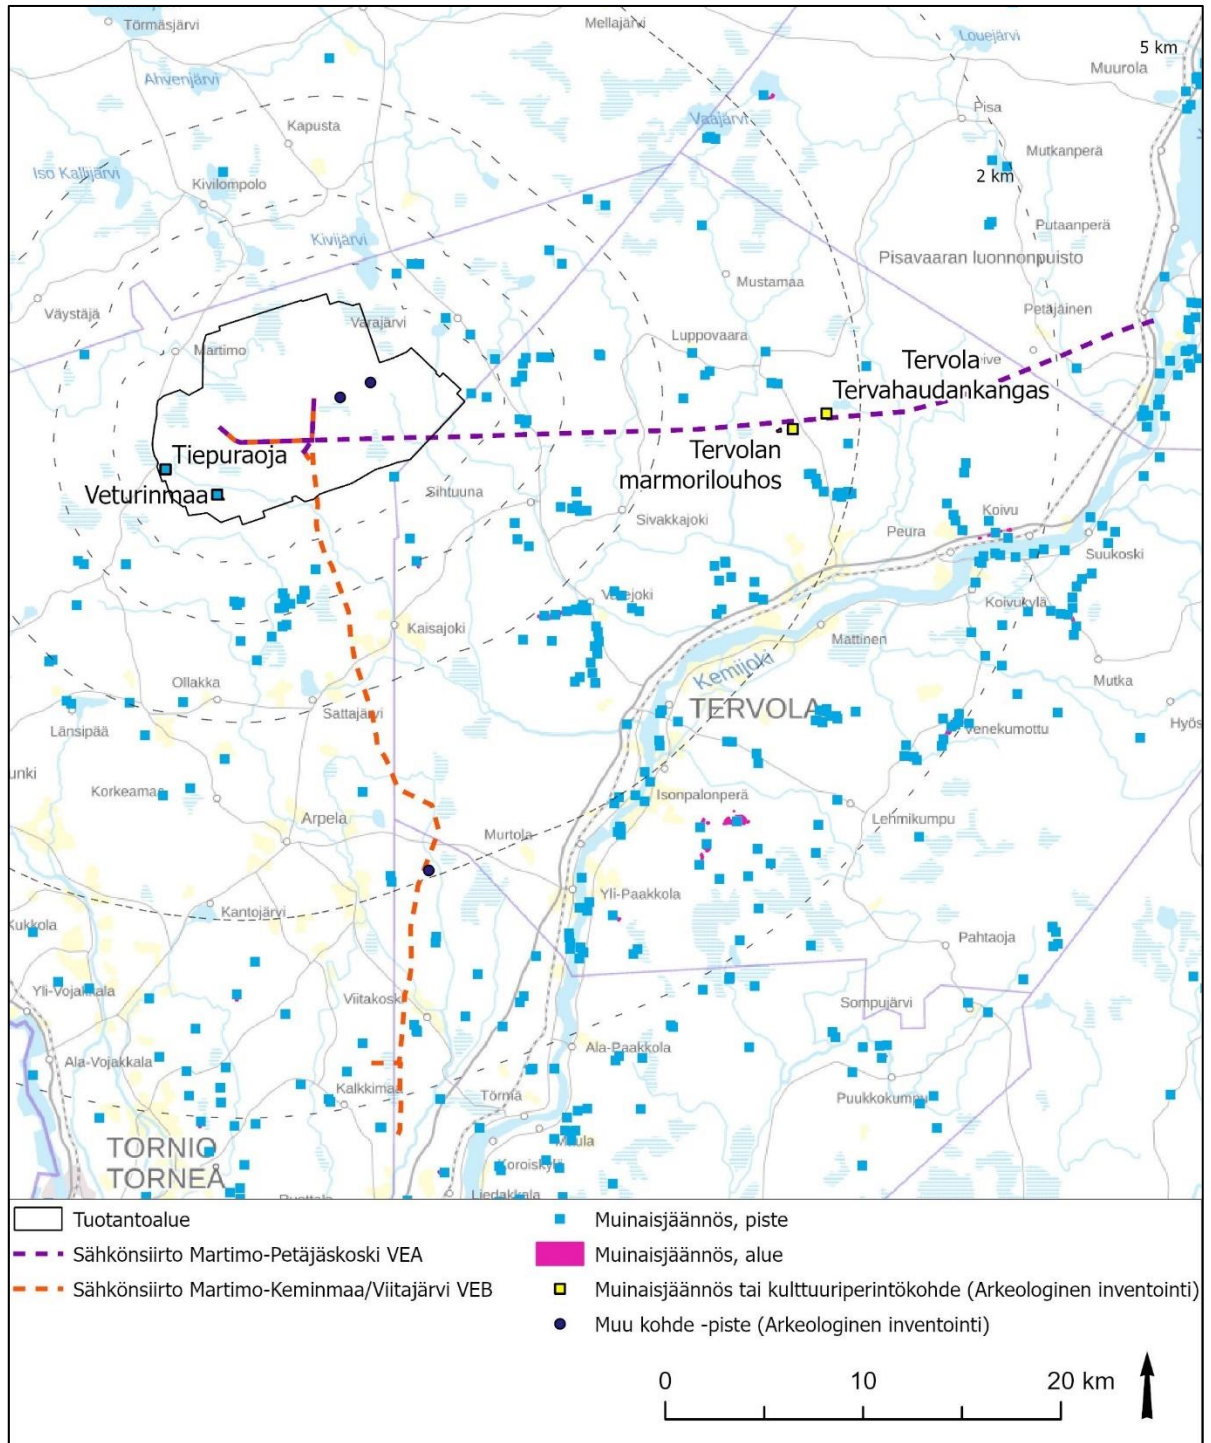 Törmäsjärvi
Mellajärvi
Louejärvi
5 km
Muurola
Ahvenjärvi
Kapusta
Vaajärvi
Pisa
Mutkanperä
Iso Kallijärvi
Kivilompolo
2 km
Putaanperä
Kivijärvi
Pisavaaran luonnonpuisto
Mustamaa
Väystäjä
Varajärvi
Petäjäinen
Luppovaara
Martimo
Tervola
Tervahaudankangas
Tiepuraoja
Tervolan
marmorilouhos
Veturinmaa
Sihtuuna
Sivakkajoki
Koivu
Peura
Suukoski
Koivukylä
Kaisajoki
Mattinen
Kemijoki
Mutka
Ollakka
Sattajärvi
TERVOLA
Länsipää
Venekumottu
Hyös
unki
Korkeamaa
Isonpalonperä
Arpela
Murtola
Lehmikumpu
Yli-Paakkola
Kantojärvi
Kukkola
Pahtaoja
Yli-Vojakkala
Viitakoski
Sompujärvi
Ala-Vojakkala
Ala-Paakkola
Kalkkimaa
Törmä
Puukkokumpu
TORNIO
TORNEÅ
Maula
Koroiskylä
Liedakkala
Tuotantoalue
Sähkönsiirto Martimo-Petäjäskoski VEA
Sähkönsiirto Martimo-Keminmaa/Viitajärvi VEB
Muinaisjäännös, piste
Muinaisjäännös, alue
Muinaisjäännös tai kulttuuriperintökohde (Arkeologinen inventointi)
Muu kohde -piste (Arkeologinen inventointi)
0 10 20 km